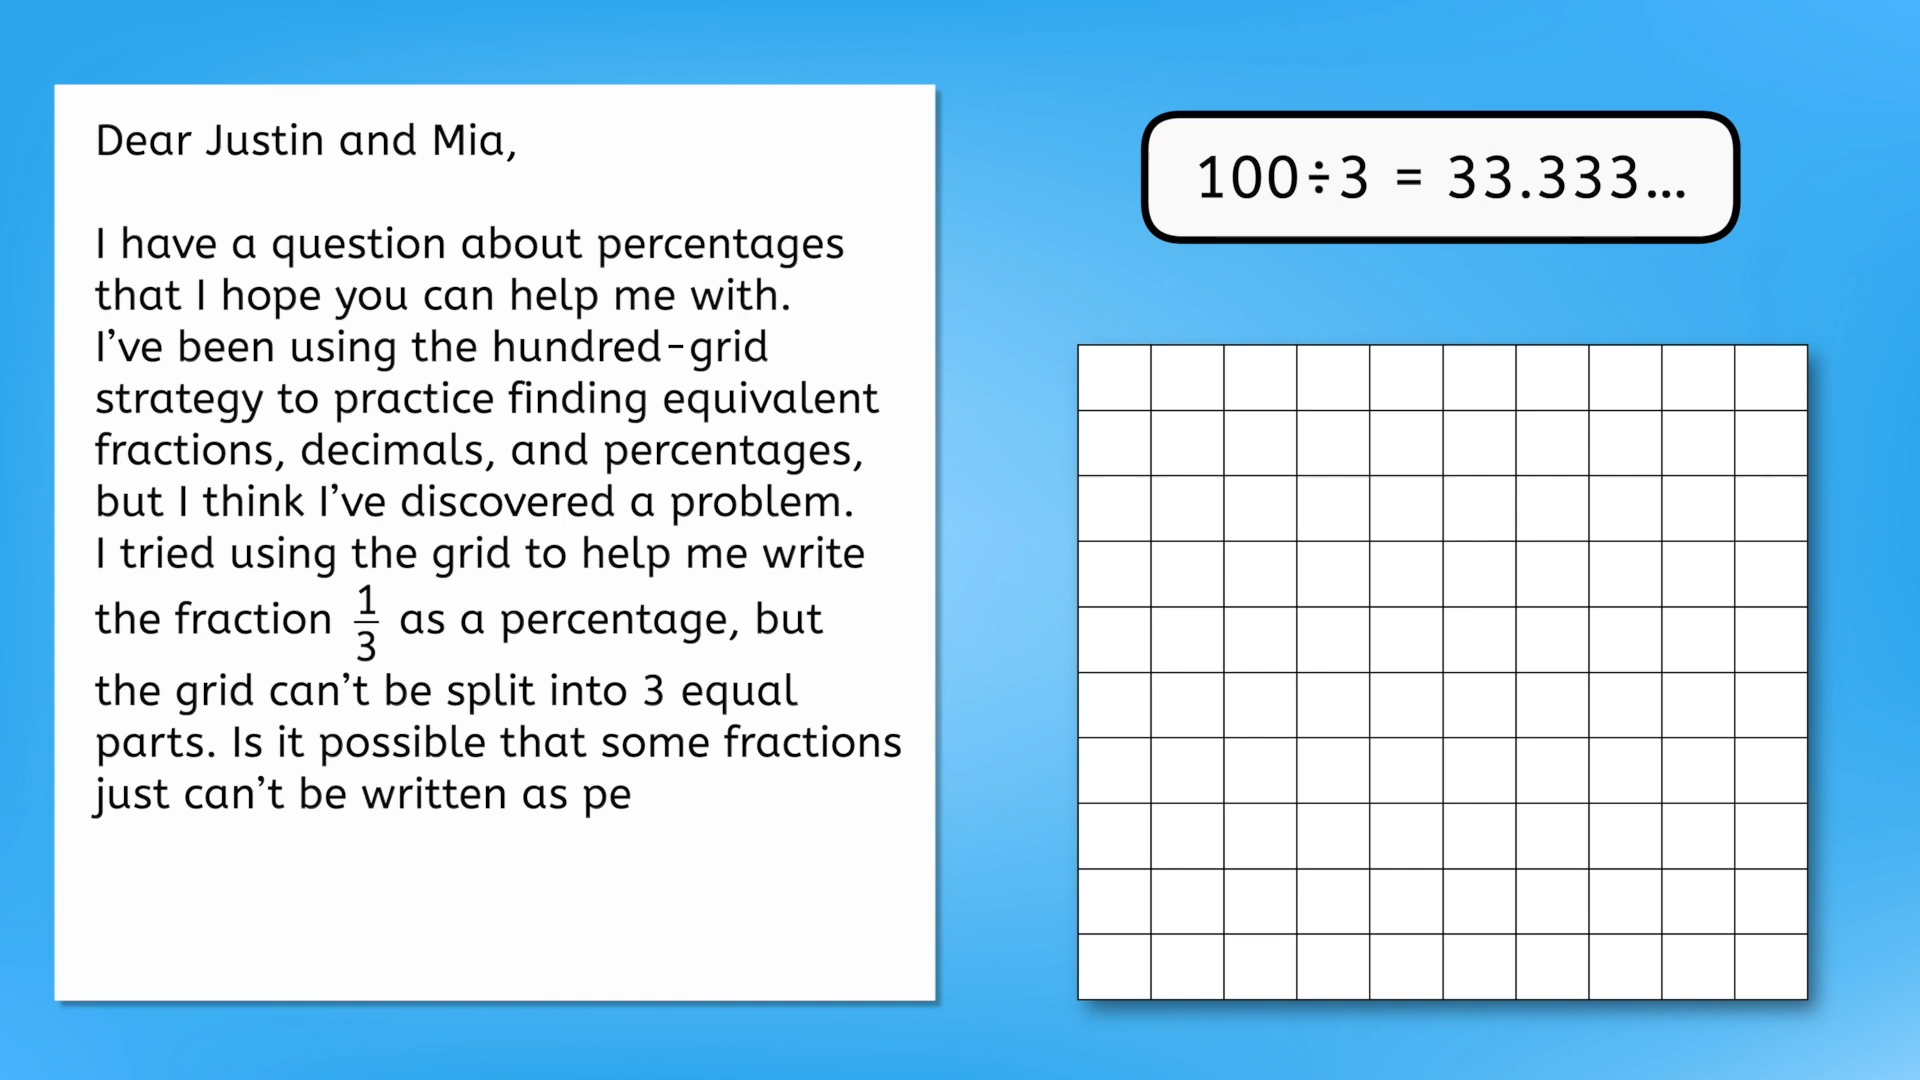 Dear Justin and Mia,
I have a question about percentages
that I hope you can help me with.
I’ve been using the hundred-grid
strategy to practice finding equivalent
fractions, decimals, and percentages,
but I think I’ve discovered a problem.
I tried using the grid to help me write
the fraction 1/3 as a percentage, but
the grid can’t be split into 3 equal
parts. Is it possible that some fractions
just can’t be written as pe
100÷3 = 33.333...